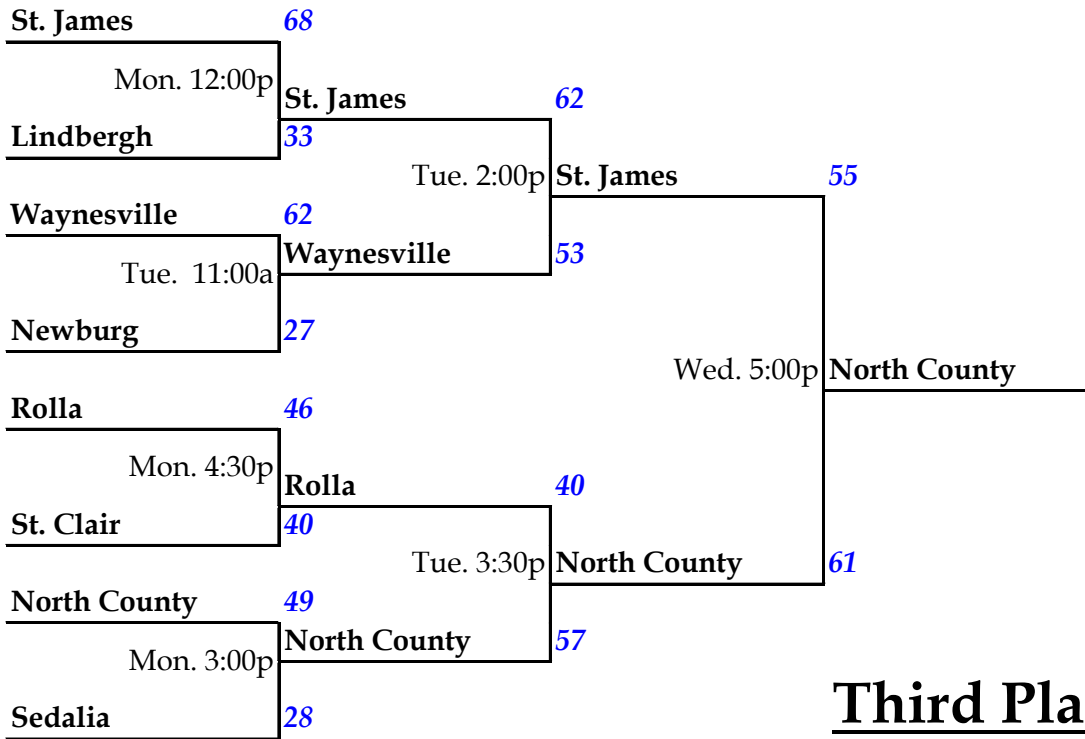 St. James 68
Mon. 12:00p
St. James 62
Lindbergh 33
Tue. 2:00p St. James 55
Waynesville 62
Waynesville 53
Tue. 11:00a
Newburg 27
Wed. 5:00p North County
Rolla 46
Mon. 4:30p
Rolla 40
St. Clair 40
Tue. 3:30p North County 61
North County 49
North County 57
Mon. 3:00p
Sedalia 28
Third Pla